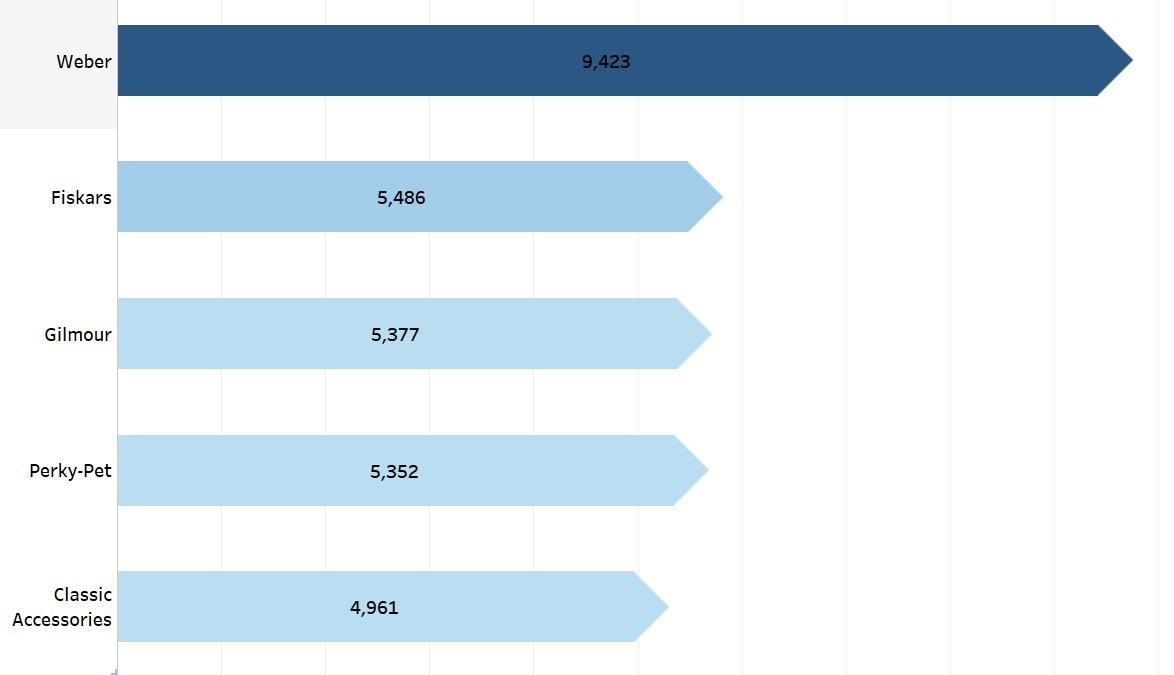 Weber
9,423
Fiskars
5,486
Gilmour
5,377
Perky-Pet
5,352
Classic
Accessories
4,961